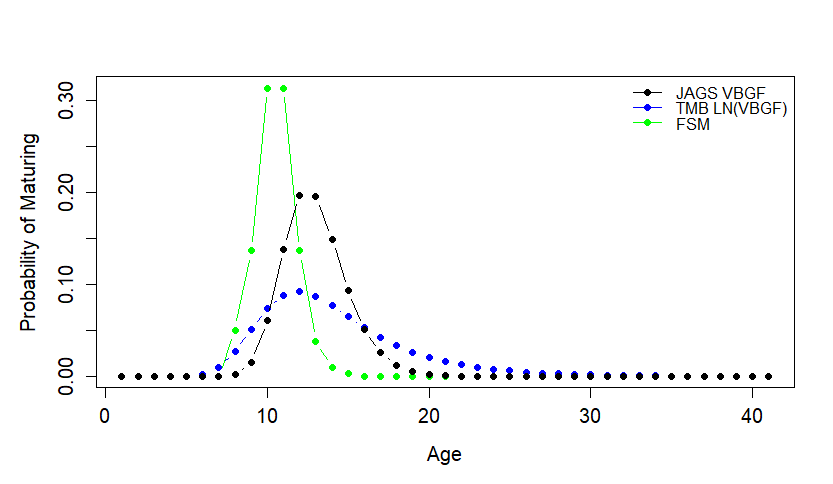 JAGS VBGF
TMB LN(VBGF)
FSM
Probability of Maturing
0.30
0.20
0.10
0.00
0 10 20 30 40
Age